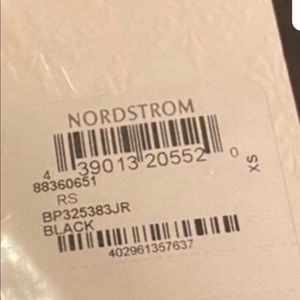 NORDSTROM
4 39013 20552 0
XS
88360651
RS
BP325383JR
BLACK
402961357637